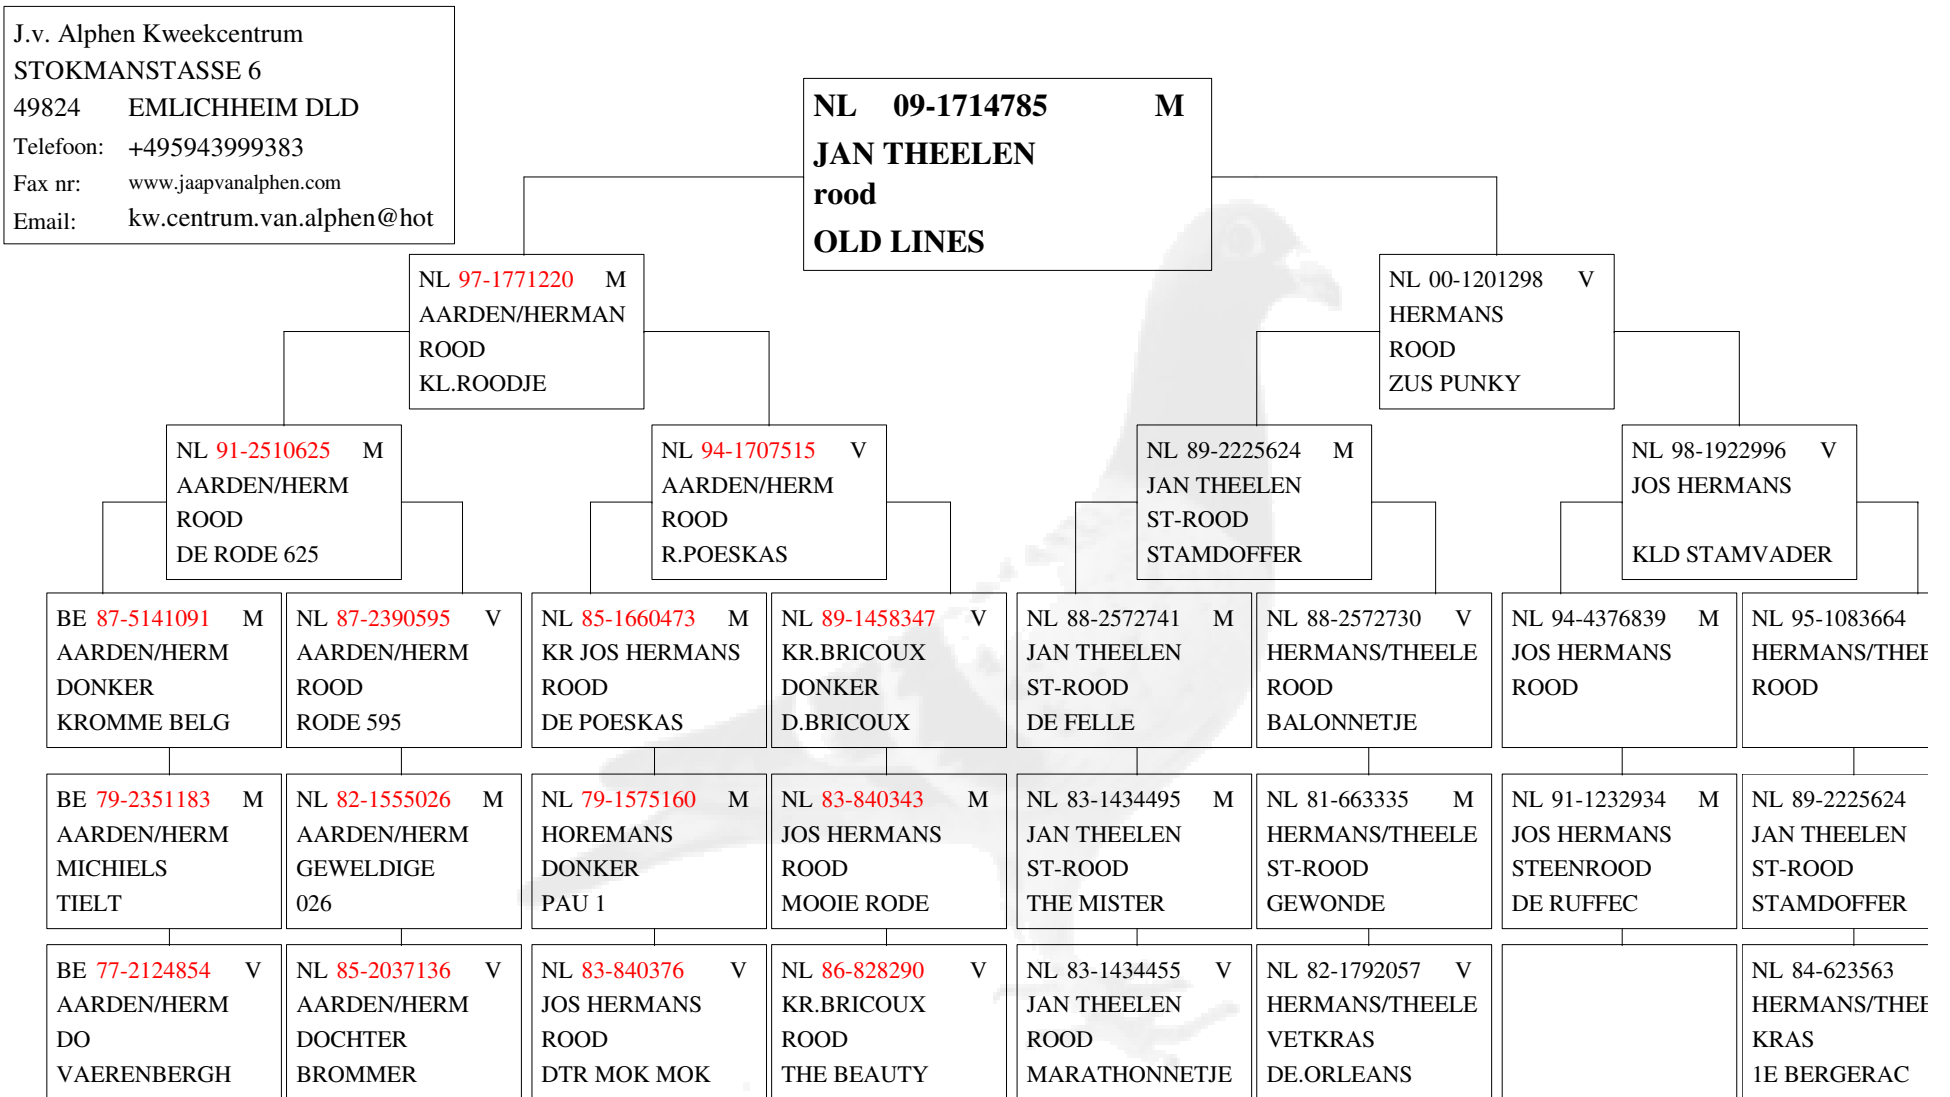 J.v. Alphen Kweekcentrum
STOKMANSTASSE 6
49824 EMLICHHEIM DLD
Telefoon: +495943999383
Fax nr: www.jaapvanalphen.com
Email: kw.centrum.van.alphen@hot
NL 09-1714785 M
JAN THEELEN
rood
OLD LINES
NL 97-1771220 M
AARDEN/HERMAN
ROOD
KL.ROODJE
NL 00-1201298 V
HERMANS
ROOD
ZUS PUNKY
NL 91-2510625 M
AARDEN/HERM
ROOD
DE RODE 625
NL 94-1707515 V
AARDEN/HERM
ROOD
R.POESKAS
NL 89-2225624 M
JAN THEELEN
ST-ROOD
STAMDOFFER
NL 98-1922996 V
JOS HERMANS
KLD STAMVADER
BE 87-5141091 M
AARDEN/HERM
DONKER
KROMME BELG
NL 87-2390595 V
AARDEN/HERM
ROOD
RODE 595
NL 85-1660473 M
KR JOS HERMANS
ROOD
DE POESKAS
NL 89-1458347 V
KR.BRICOUX
DONKER
D.BRICOUX
NL 88-2572741 M
JAN THEELEN
ST-ROOD
DE FELLE
NL 88-2572730 V
HERMANS/THEELE
ROOD
BALONNETJE
NL 94-4376839 M
JOS HERMANS
ROOD
NL 95-1083664
HERMANS/THEE
ROOD
BE 79-2351183 M
AARDEN/HERM
MICHIELS
TIELT
NL 82-1555026 M
AARDEN/HERM
GEWELDIGE
026
NL 79-1575160 M
HOREMANS
DONKER
PAU 1
NL 83-840343 M
JOS HERMANS
ROOD
MOOIE RODE
NL 83-1434495 M
JAN THEELEN
ST-ROOD
THE MISTER
NL 81-663335 M
HERMANS/THEELE
ST-ROOD
GEWONDE
NL 91-1232934 M
JOS HERMANS
STEENROOD
DE RUFFEC
NL 89-2225624
JAN THEELEN
ST-ROOD
STAMDOFFER
BE 77-2124854 V
AARDEN/HERM
DO
VAERENBERGH
NL 85-2037136 V
AARDEN/HERM
DOCHTER
BROMMER
NL 83-840376 V
JOS HERMANS
ROOD
DTR MOK MOK
NL 86-828290 V
KR.BRICOUX
ROOD
THE BEAUTY
NL 83-1434455 V
JAN THEELEN
ROOD
MARATHONNETJE
NL 82-1792057 V
HERMANS/THEELE
VETKRAS
DE.ORLEANS
NL 84-623563
HERMANS/THEE
KRAS
1E BERGERAC